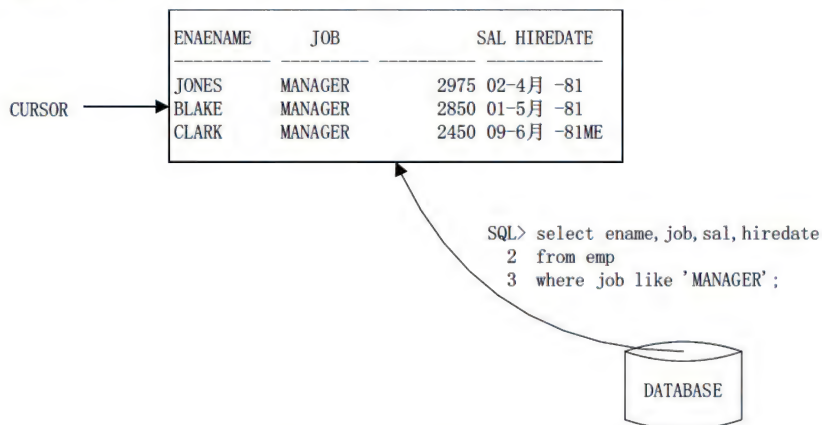 ENAENAME JOB SAL HIREDATE
---------- --------- ---------- ------------
JONES MANAGER 2975 02-4月 -81
CURSOR BLAKE MANAGER 2850 01-5月 -81
CLARK MANAGER 2450 09-6月 -81ME
SQL> select ename,job,sal,hiredate
2 from emp
3 where job like 'MANAGER';
DATABASE